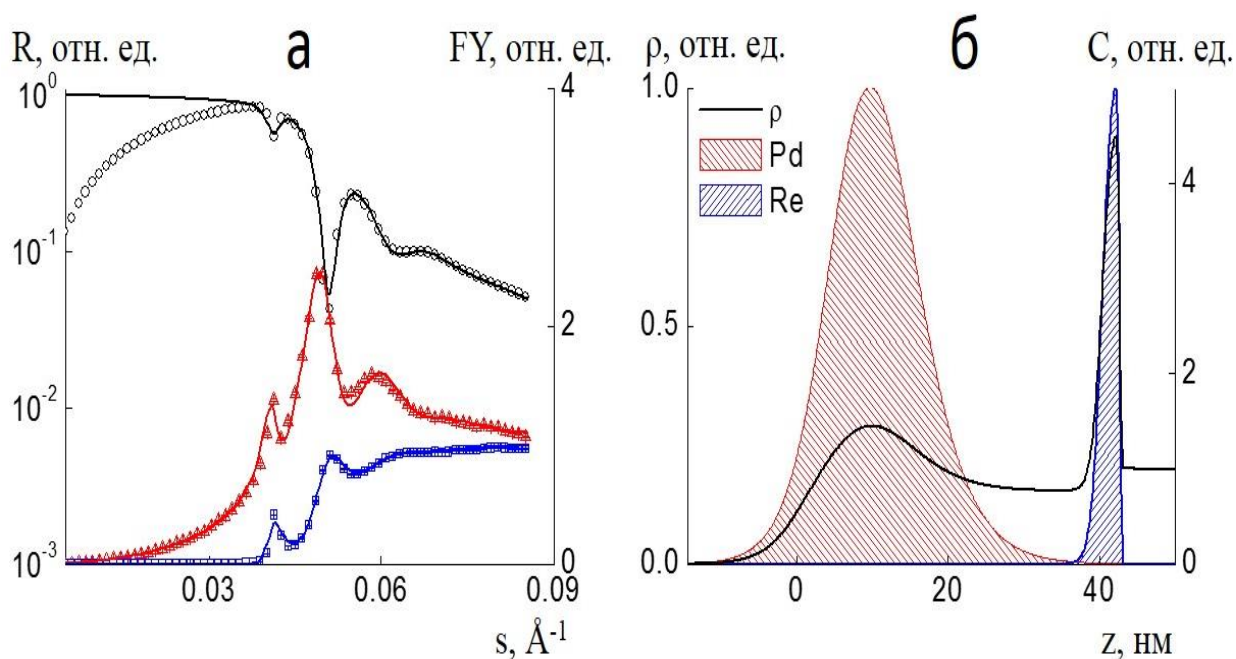 R, отн. ед.
а
FY, отн. ед.
10⁰
10⁻¹
10⁻²
10⁻³
4
2
0
0.03
0.06
0.09
s, Å⁻¹
ρ, отн. ед.
б
C, отн. ед.
1.0
0.5
0.0
ρ
Pd
Re
4
2
0
0
20
40
z, нм